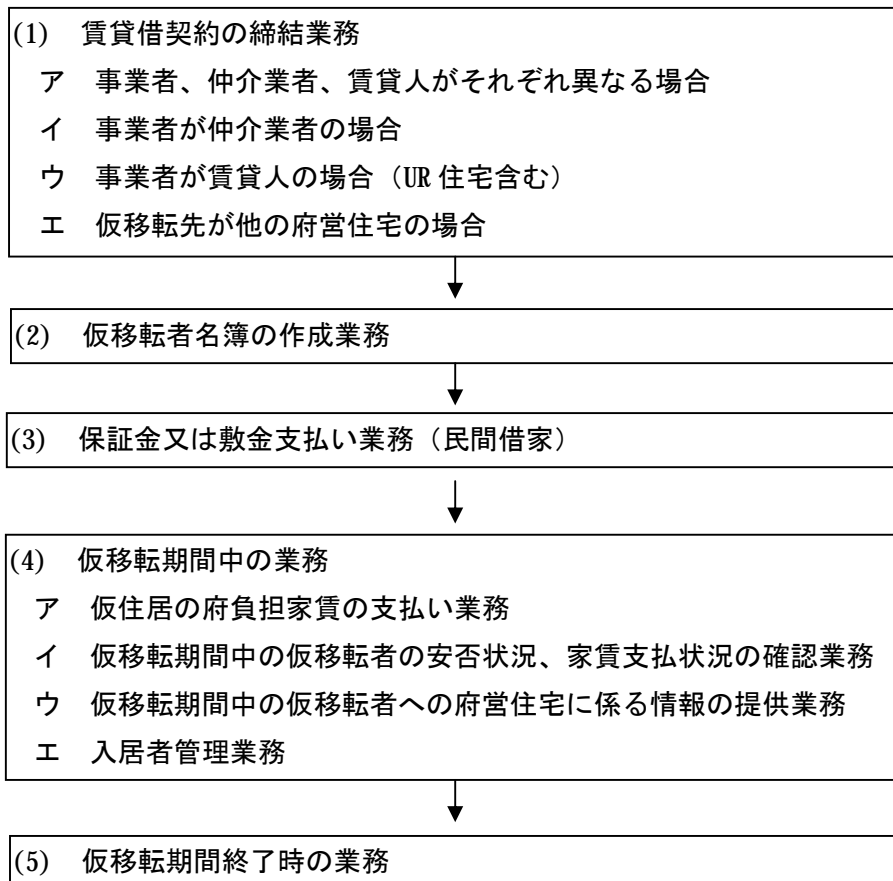 (1) 賃貸借契約の締結業務
ア 事業者、仲介業者、賃貸人がそれぞれ異なる場合
イ 事業者が仲介業者の場合
ウ 事業者が賃貸人の場合（UR 住宅含む）
エ 仮移転先が他の府営住宅の場合
(2) 仮移転者名簿の作成業務
(3) 保証金又は敷金支払い業務（民間借家）
(4) 仮移転期間中の業務
ア 仮住居の府負担家賃の支払い業務
イ 仮移転期間中の仮移転者の安否状況、家賃支払状況の確認業務
ウ 仮移転期間中の仮移転者への府営住宅に係る情報の提供業務
エ 入居者管理業務
(5) 仮移転期間終了時の業務